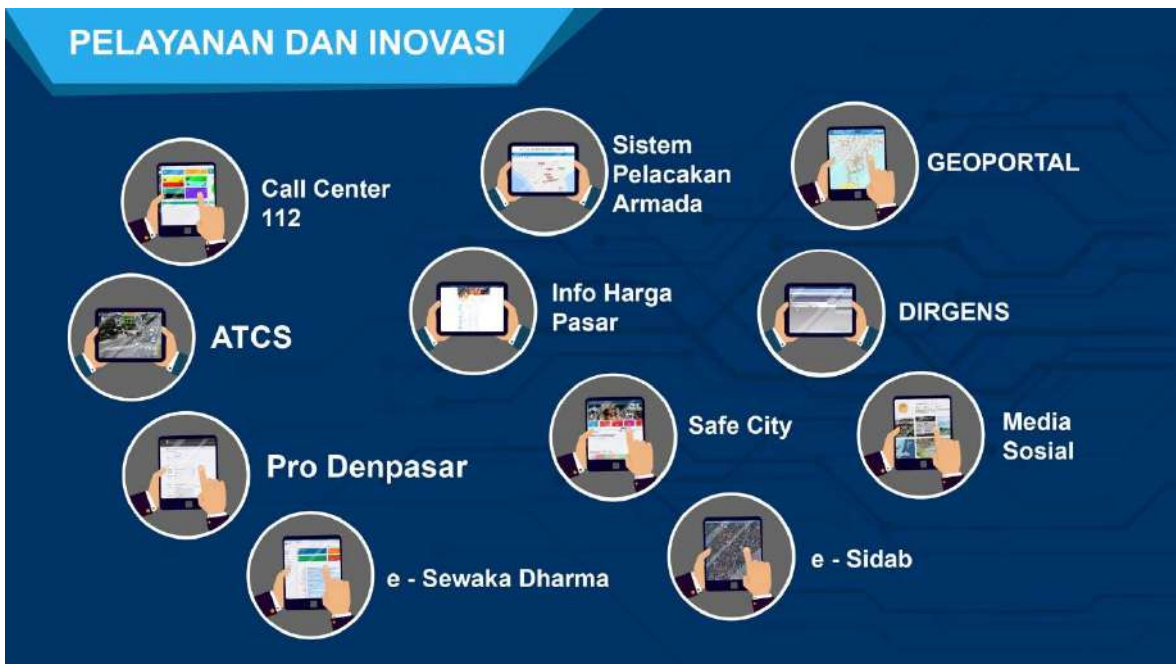 PELAYANAN DAN INOVASI
Call Center
112
Sistem
Pelacakan
Armada
GEOPORTAL
ATCS
Info Harga
Pasar
DIRGENS
Pro Denpasar
Safe City
Media
Sosial
e - Sewaka Dharma
e - Sidab